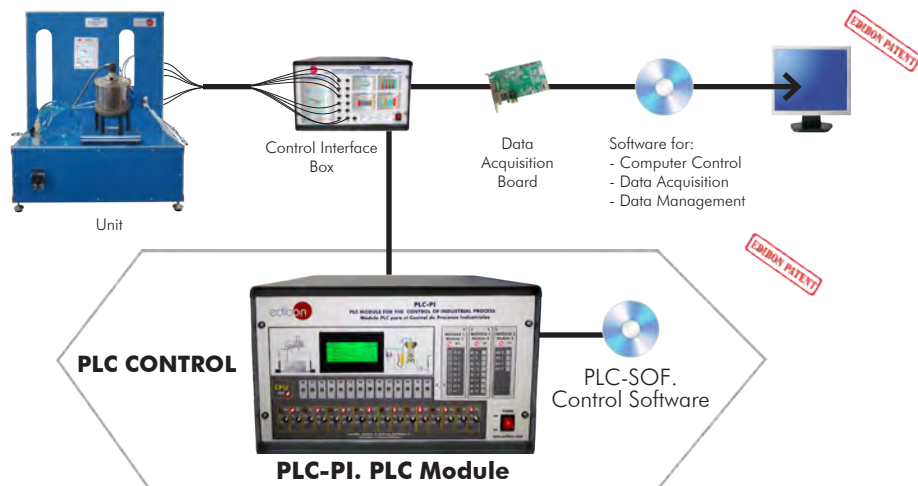 EDIBON PATENT
Unit
Control Interface
Box
Data
Acquisition
Board
Software for:
- Computer Control
- Data Acquisition
- Data Management
EDIBON PATENT
PLC CONTROL
edibon
PLC-PI
PLC MODULE FOR THE CONTROL OF INDUSTRIAL PROCESS
Módulo PLC para el Control de Procesos Industriales
PLC-SOF.
Control Software
PLC-PI. PLC Module